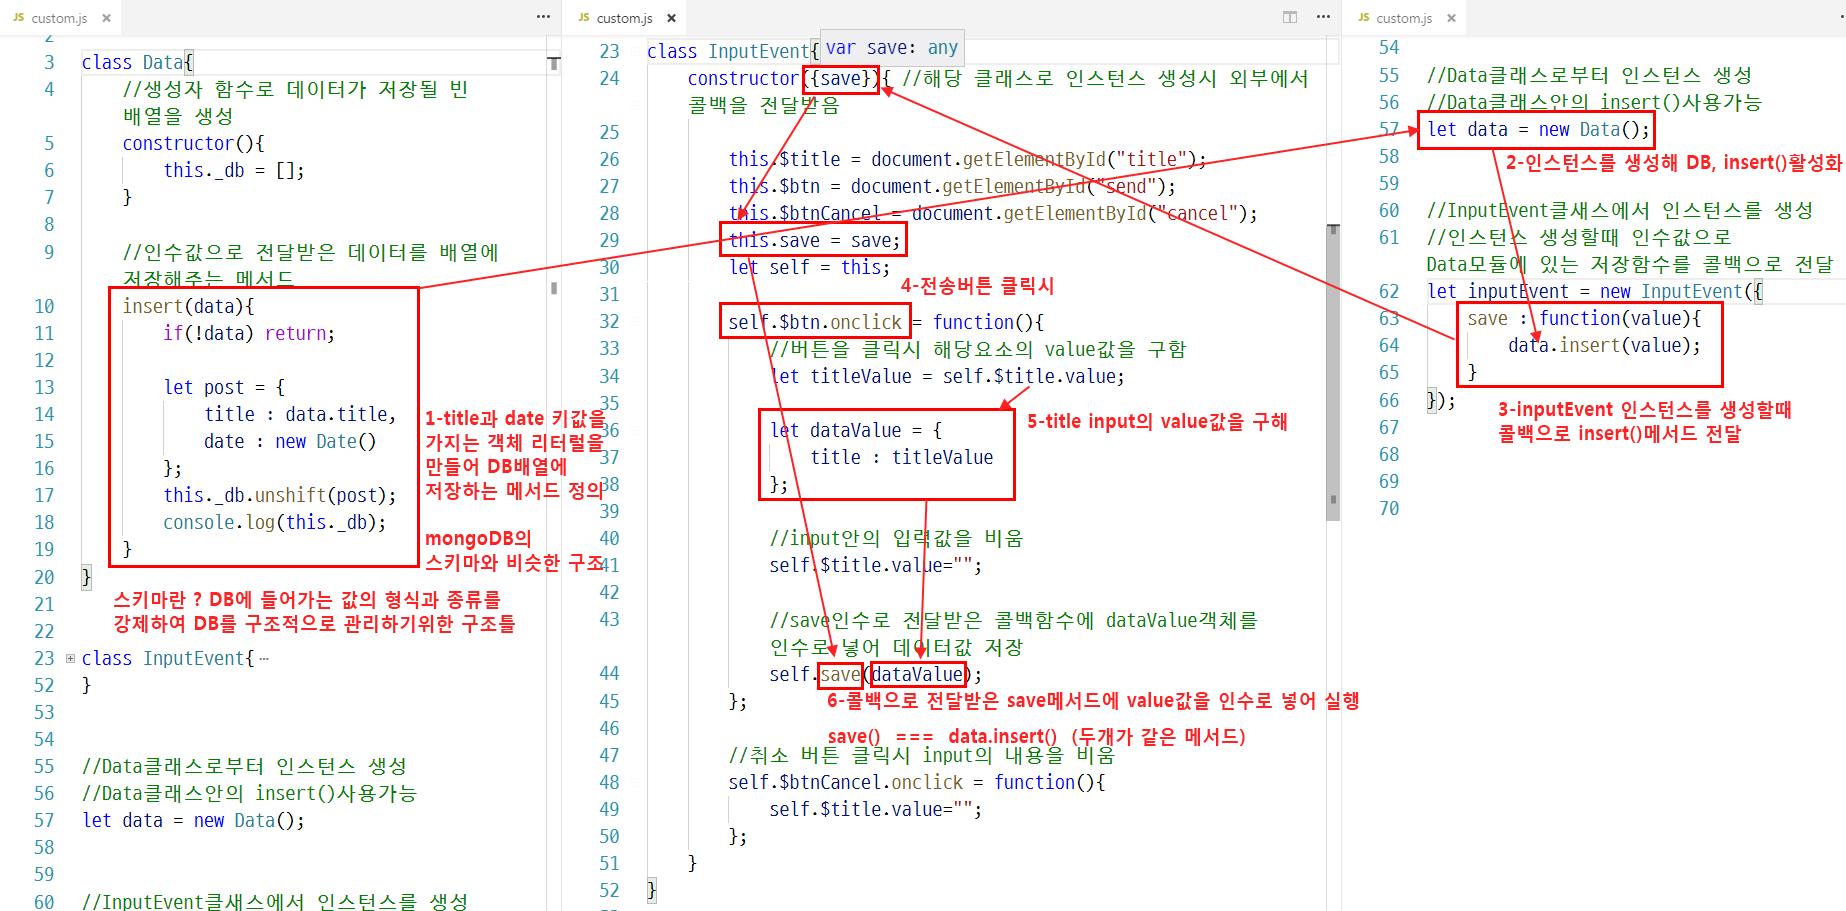 JS custom.js × ···
2
3 class Data{
4 //생성자 함수로 데이터가 저장될 빈
배열을 생성
5 constructor(){
6 this._db = [];
7 }
8
9 //인수값으로 전달받은 데이터를 배열에
저장해주는 메서드
10 insert(data){
11 if(!data) return;
12
13 let post = {
14 title : data.title,
15 date : new Date()
16 };
17 this._db.unshift(post);
18 console.log(this._db);
19 }
20 }
21
22
23 class InputEvent{ ···
52 }
53
54
55 //Data클래스로부터 인스턴스 생성
56 //Data클래스안의 insert()사용가능
57 let data = new Data();
58
59
60 //InputEvent클새스에서 인스턴스를 생성
1-title과 date 키값을
가지는 객체 리터럴을
만들어 DB배열에
저장하는 메서드 정의
mongoDB의
스키마와 비슷한 구조
스키마란 ? DB에 들어가는 값의 형식과 종류를
강제하여 DB를 구조적으로 관리하기위한 구조틀
JS custom.js × ···
var save: any
23 class InputEvent{
24 constructor({save}){ //해당 클래스로 인스턴스 생성시 외부에서
콜백을 전달받음
25
26 this.$title = document.getElementById("title");
27 this.$btn = document.getElementById("send");
28 this.$btnCancel = document.getElementById("cancel");
29 this.save = save;
30 let self = this;
31
4-전송버튼 클릭시
32 self.$btn.onclick = function(){
33 //버튼을 클릭시 해당요소의 value값을 구함
34 let titleValue = self.$title.value;
35
36 let dataValue = {
37 title : titleValue
38 };
5-title input의 value값을 구해
39
40 //input안의 입력값을 비움
41 self.$title.value="";
42
43 //save인수로 전달받은 콜백함수에 dataValue객체를
인수로 넣어 데이터값 저장
44 self.save(dataValue);
45 };
6-콜백으로 전달받은 save메서드에 value값을 인수로 넣어 실행
46
save() === data.insert() (두개가 같은 메서드)
47 //취소 버튼 클릭시 input의 내용을 비움
48 self.$btnCancel.onclick = function(){
49 self.$title.value="";
50 };
51 }
52 }
JS custom.js ×
54
55 //Data클래스로부터 인스턴스 생성
56 //Data클래스안의 insert()사용가능
57 let data = new Data();
58
2-인스턴스를 생성해 DB, insert()활성화
59
60 //InputEvent클새스에서 인스턴스를 생성
61 //인스턴스 생성할때 인수값으로
Data모듈에 있는 저장함수를 콜백으로 전달
62 let inputEvent = new InputEvent({
63 save : function(value){
64 data.insert(value);
65 }
66 });
3-inputEvent 인스턴스를 생성할때
콜백으로 insert()메서드 전달
67
68
69
70